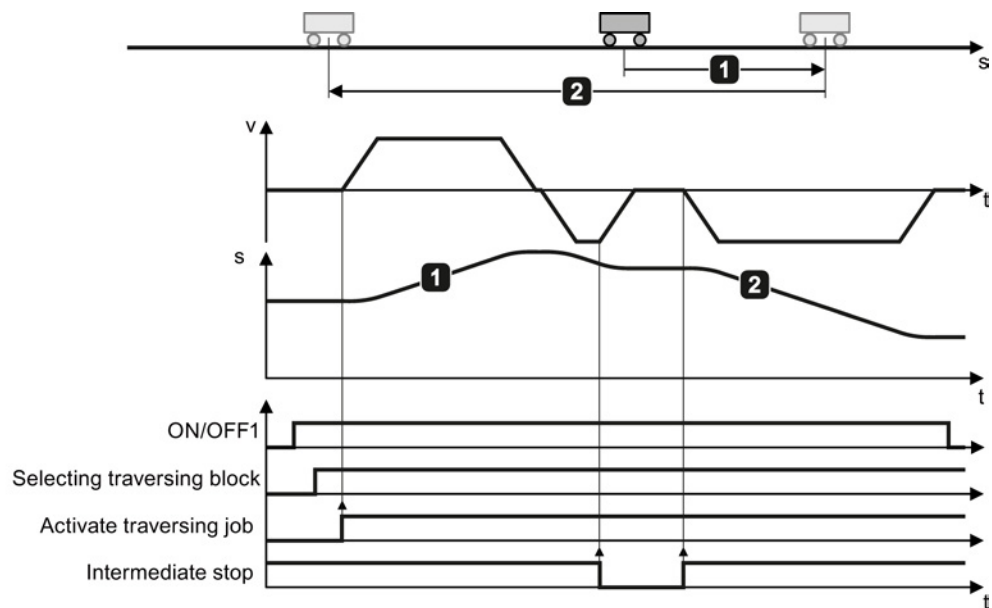 s
1
2
v
t
s
1
2
t
ON/OFF1
Selecting traversing block
Activate traversing job
Intermediate stop
t